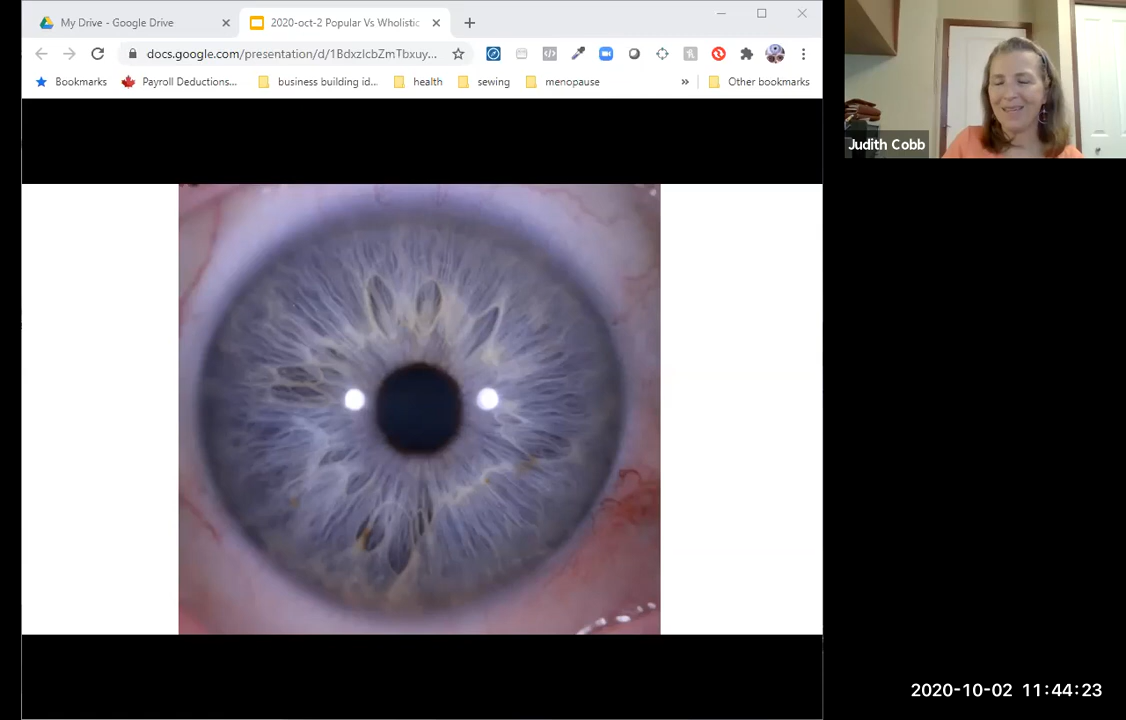 My Drive - Google Drive
2020-oct-2 Popular Vs Wholistic
docs.google.com/presentation/d/1BdxzIcbZmTbxuy...
Bookmarks
Payroll Deductions...
business building id...
health
sewing
menopause
»
Other bookmarks
Judith Cobb
2020-10-02 11:44:23